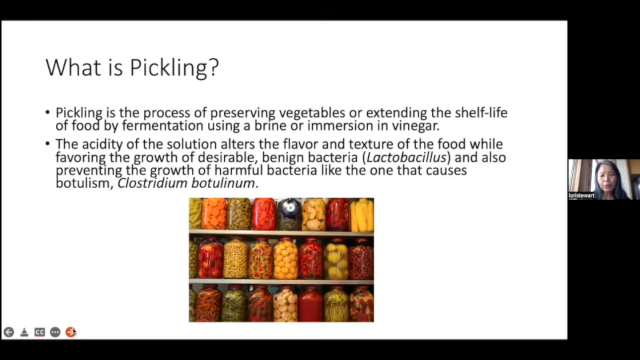 What is Pickling?
• Pickling is the process of preserving vegetables or extending the shelf-life
of food by fermentation using a brine or immersion in vinegar.
• The acidity of the solution alters the flavor and texture of the food while
favoring the growth of desirable, benign bacteria (Lactobacillus) and also
preventing the growth of harmful bacteria like the one that causes
botulism, Clostridium botulinum.
loristewart
CC